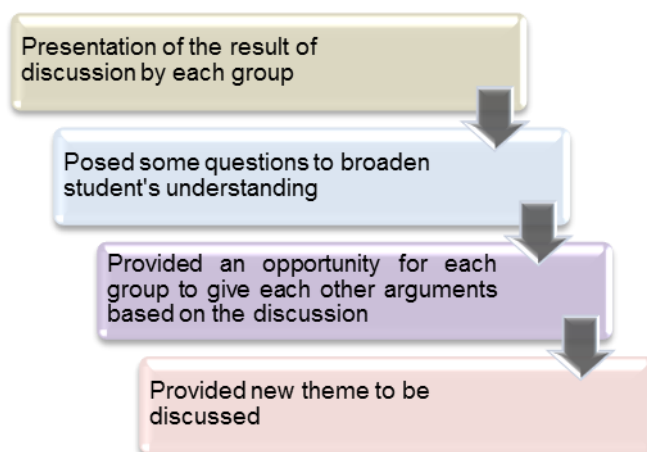 Presentation of the result of
discussion by each group
Posed some questions to broaden
student's understanding
Provided an opportunity for each
group to give each other arguments
based on the discussion
Provided new theme to be
discussed